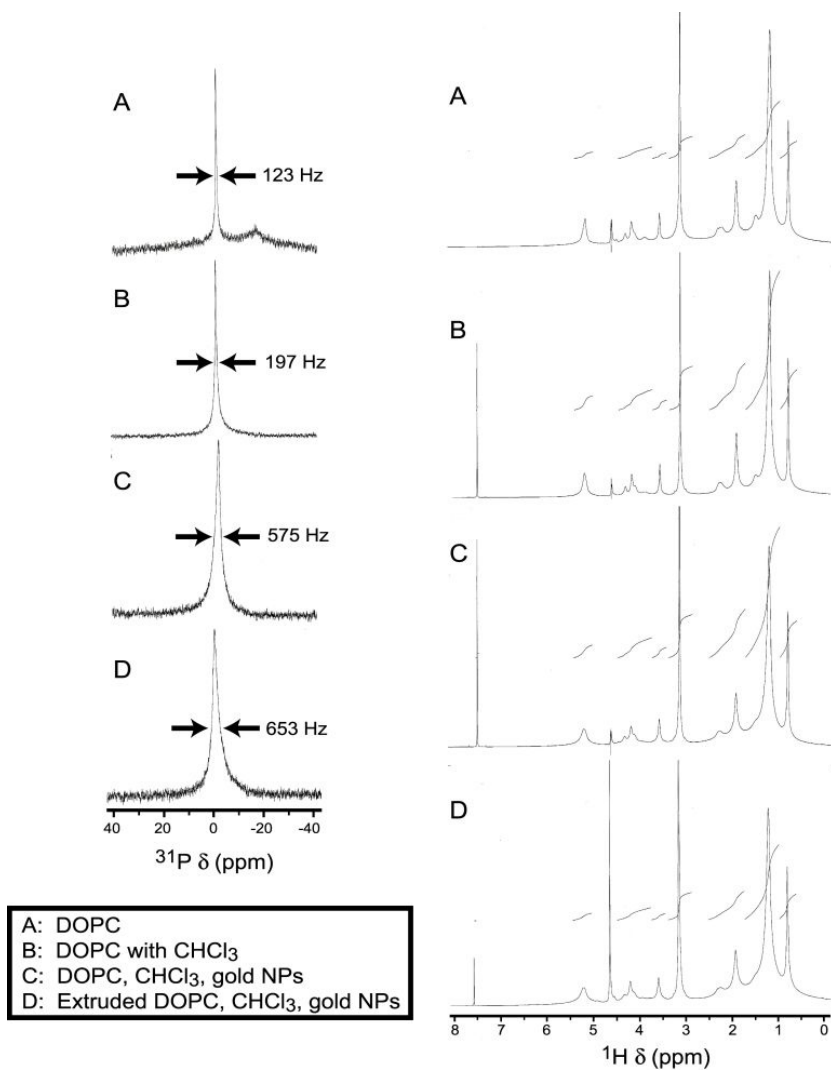 A
123 Hz
B
197 Hz
C
575 Hz
D
653 Hz
40 20 0 -20 -40
31P δ (ppm)
A: DOPC
B: DOPC with CHCl3
C: DOPC, CHCl3, gold NPs
D: Extruded DOPC, CHCl3, gold NPs
A
B
C
D
8 7 6 5 4 3 2 1 0
1H δ (ppm)